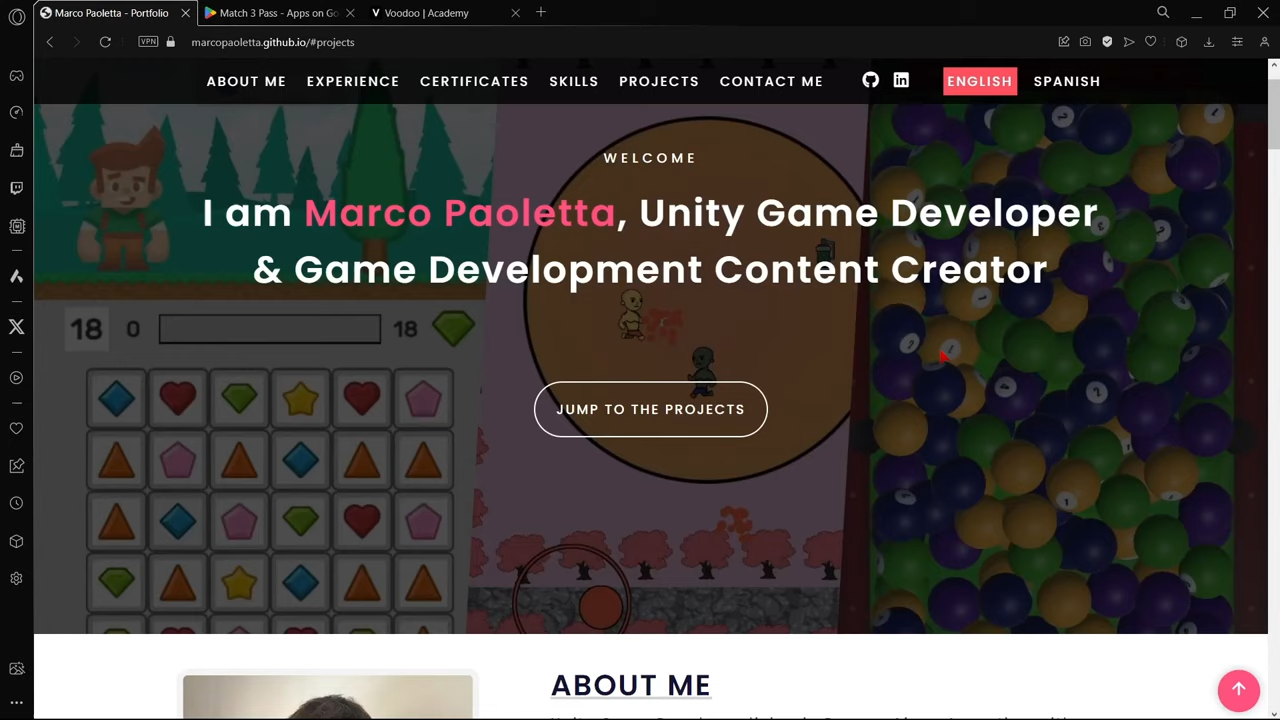 Marco Paoletta - Portfolio
Match 3 Pass - Apps on Go
Voodoo | Academy
VPN
marcopaoletta.github.io/#projects
ABOUT ME
EXPERIENCE
CERTIFICATES
SKILLS
PROJECTS
CONTACT ME
ENGLISH
SPANISH
WELCOME
I am Marco Paoletta, Unity Game Developer
& Game Development Content Creator
18 0 18
JUMP TO THE PROJECTS
ABOUT ME